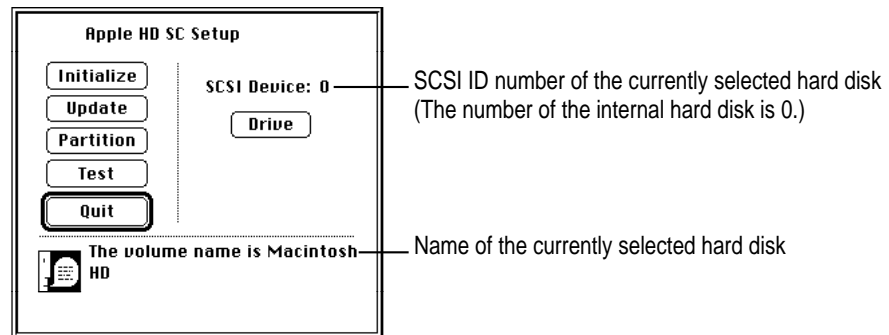 Apple HD SC Setup
Initialize
Update
Partition
Test
Quit
SCSI Device: 0
Drive
The volume name is Macintosh
HD
SCSI ID number of the currently selected hard disk
(The number of the internal hard disk is 0.)
Name of the currently selected hard disk